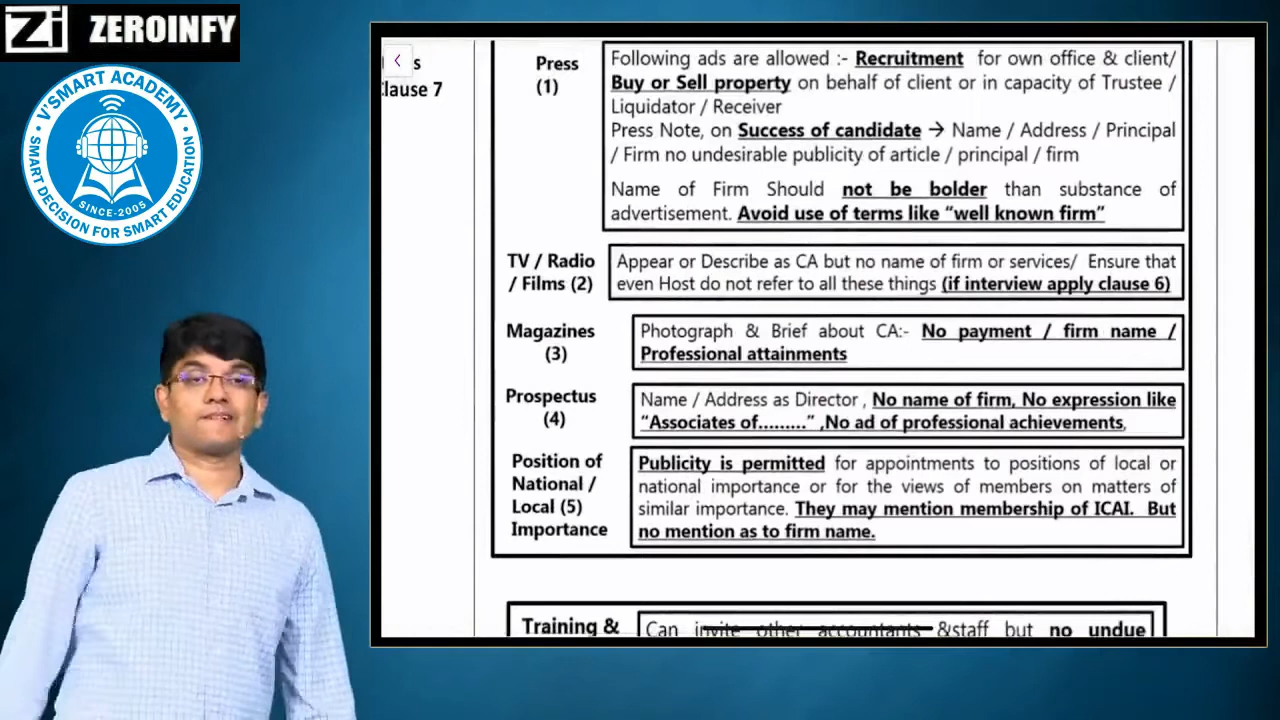 Zi ZEROINFY
V'SMART ACADEMY
SMART DECISION FOR SMART EDUCATION
SINCE-2005
Clause 7
Press
(1)
Following ads are allowed :- Recruitment for own office & client/
Buy or Sell property on behalf of client or in capacity of Trustee /
Liquidator / Receiver
Press Note, on Success of candidate → Name / Address / Principal
/ Firm no undesirable publicity of article / principal / firm
Name of Firm Should not be bolder than substance of
advertisement. Avoid use of terms like “well known firm”
TV / Radio
/ Films (2)
Appear or Describe as CA but no name of firm or services/ Ensure that
even Host do not refer to all these things (if interview apply clause 6)
Magazines
(3)
Photograph & Brief about CA:- No payment / firm name /
Professional attainments
Prospectus
(4)
Name / Address as Director , No name of firm, No expression like
“Associates of.........” ,No ad of professional achievements,
Position of
National /
Local (5)
Importance
Publicity is permitted for appointments to positions of local or
national importance or for the views of members on matters of
similar importance. They may mention membership of ICAI. But
no mention as to firm name.
Training &
Can invite other accountants &staff but no undue